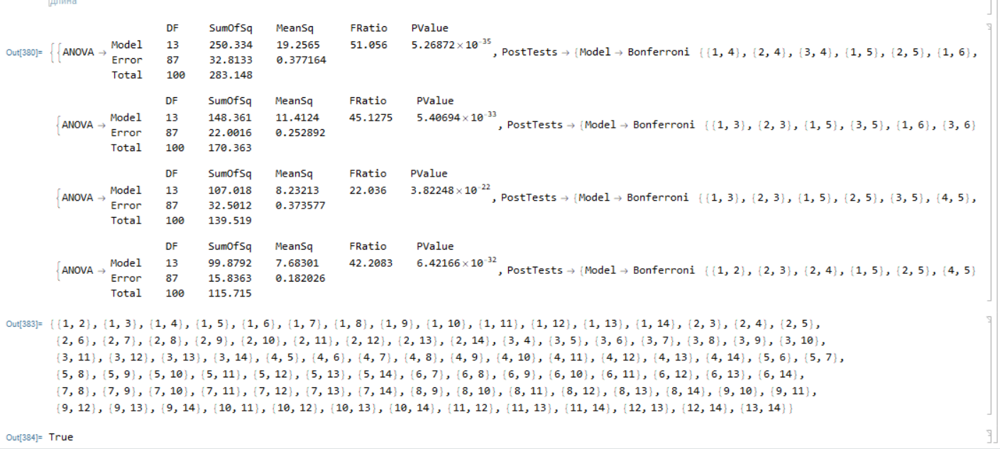 длина
DF SumOfSq MeanSq FRatio PValue
Out[380]= {{ANOVA → Model 13 250.334 19.2565 51.056 5.26872×10^-35, PostTests → {Model → Bonferroni {{1, 4}, {2, 4}, {3, 4}, {1, 5}, {2, 5}, {1, 6},
Error 87 32.8133 0.377164
Total 100 283.148
DF SumOfSq MeanSq FRatio PValue
{ANOVA → Model 13 148.361 11.4124 45.1275 5.40694×10^-33, PostTests → {Model → Bonferroni {{1, 3}, {2, 3}, {1, 5}, {3, 5}, {1, 6}, {3, 6}
Error 87 22.0016 0.252892
Total 100 170.363
DF SumOfSq MeanSq FRatio PValue
{ANOVA → Model 13 107.018 8.23213 22.036 3.82248×10^-22, PostTests → {Model → Bonferroni {{1, 3}, {2, 3}, {1, 5}, {2, 5}, {3, 5}, {4, 5},
Error 87 32.5012 0.373577
Total 100 139.519
DF SumOfSq MeanSq FRatio PValue
{ANOVA → Model 13 99.8792 7.68301 42.2083 6.42166×10^-32, PostTests → {Model → Bonferroni {{1, 2}, {2, 3}, {2, 4}, {1, 5}, {2, 5}, {4, 5}
Error 87 15.8363 0.182026
Total 100 115.715
Out[383]= {{1, 2}, {1, 3}, {1, 4}, {1, 5}, {1, 6}, {1, 7}, {1, 8}, {1, 9}, {1, 10}, {1, 11}, {1, 12}, {1, 13}, {1, 14}, {2, 3}, {2, 4}, {2, 5},
{2, 6}, {2, 7}, {2, 8}, {2, 9}, {2, 10}, {2, 11}, {2, 12}, {2, 13}, {2, 14}, {3, 4}, {3, 5}, {3, 6}, {3, 7}, {3, 8}, {3, 9}, {3, 10},
{3, 11}, {3, 12}, {3, 13}, {3, 14}, {4, 5}, {4, 6}, {4, 7}, {4, 8}, {4, 9}, {4, 10}, {4, 11}, {4, 12}, {4, 13}, {4, 14}, {5, 6}, {5, 7},
{5, 8}, {5, 9}, {5, 10}, {5, 11}, {5, 12}, {5, 13}, {5, 14}, {6, 7}, {6, 8}, {6, 9}, {6, 10}, {6, 11}, {6, 12}, {6, 13}, {6, 14},
{7, 8}, {7, 9}, {7, 10}, {7, 11}, {7, 12}, {7, 13}, {7, 14}, {8, 9}, {8, 10}, {8, 11}, {8, 12}, {8, 13}, {8, 14}, {9, 10}, {9, 11},
{9, 12}, {9, 13}, {9, 14}, {10, 11}, {10, 12}, {10, 13}, {10, 14}, {11, 12}, {11, 13}, {11, 14}, {12, 13}, {12, 14}, {13, 14}}
Out[384]= True